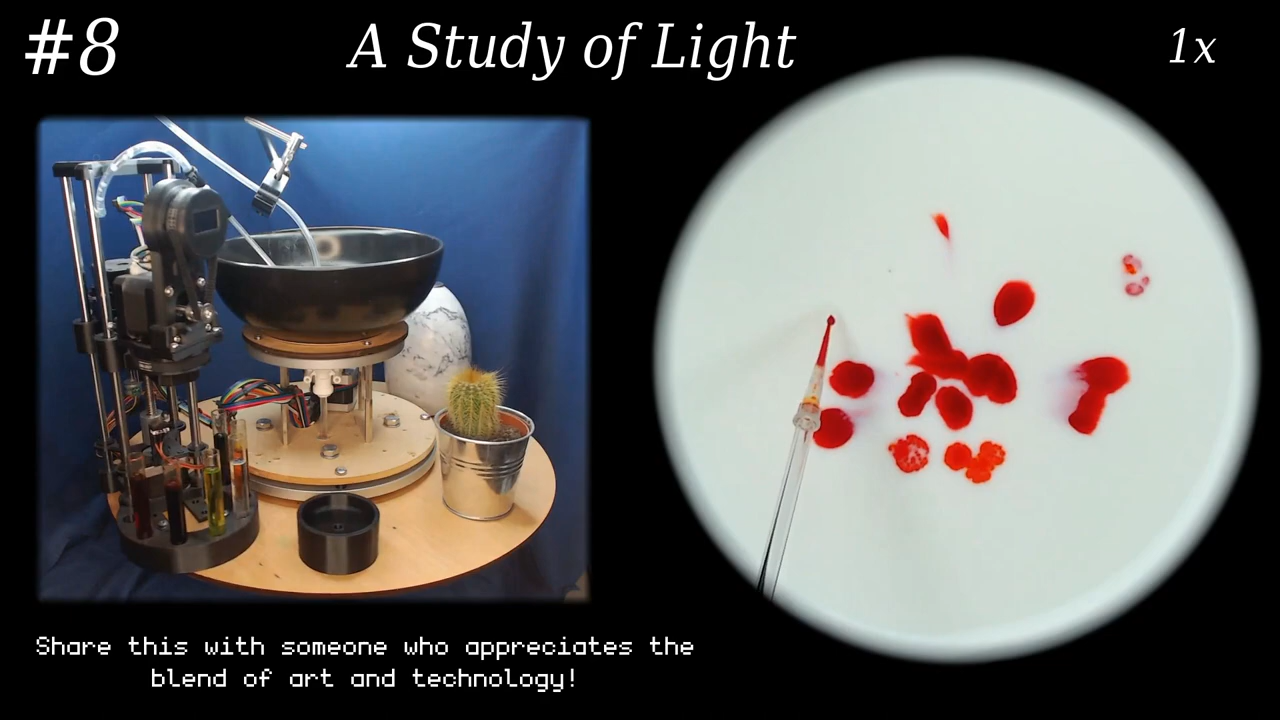 #8
A Study of Light
1x
Share this with someone who appreciates the
blend of art and technology!